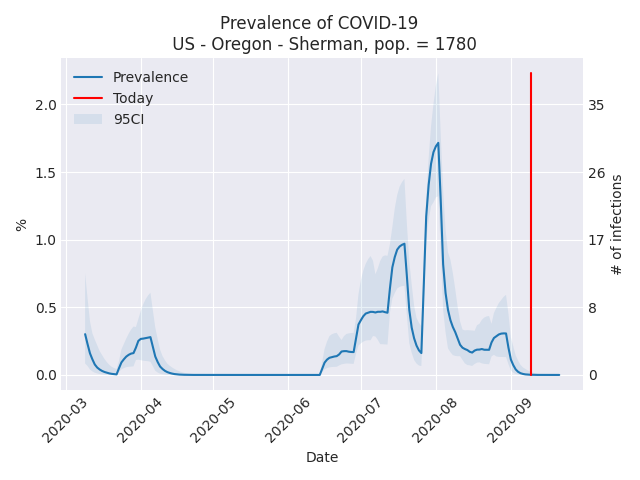 Prevalence of COVID-19
US - Oregon - Sherman, pop. = 1780
Prevalence
Today
95CI
2.0
1.5
1.0
0.5
0.0
%
35
26
17
8
0
# of infections
2020-03
2020-04
2020-05
2020-06
2020-07
2020-08
2020-09
Date